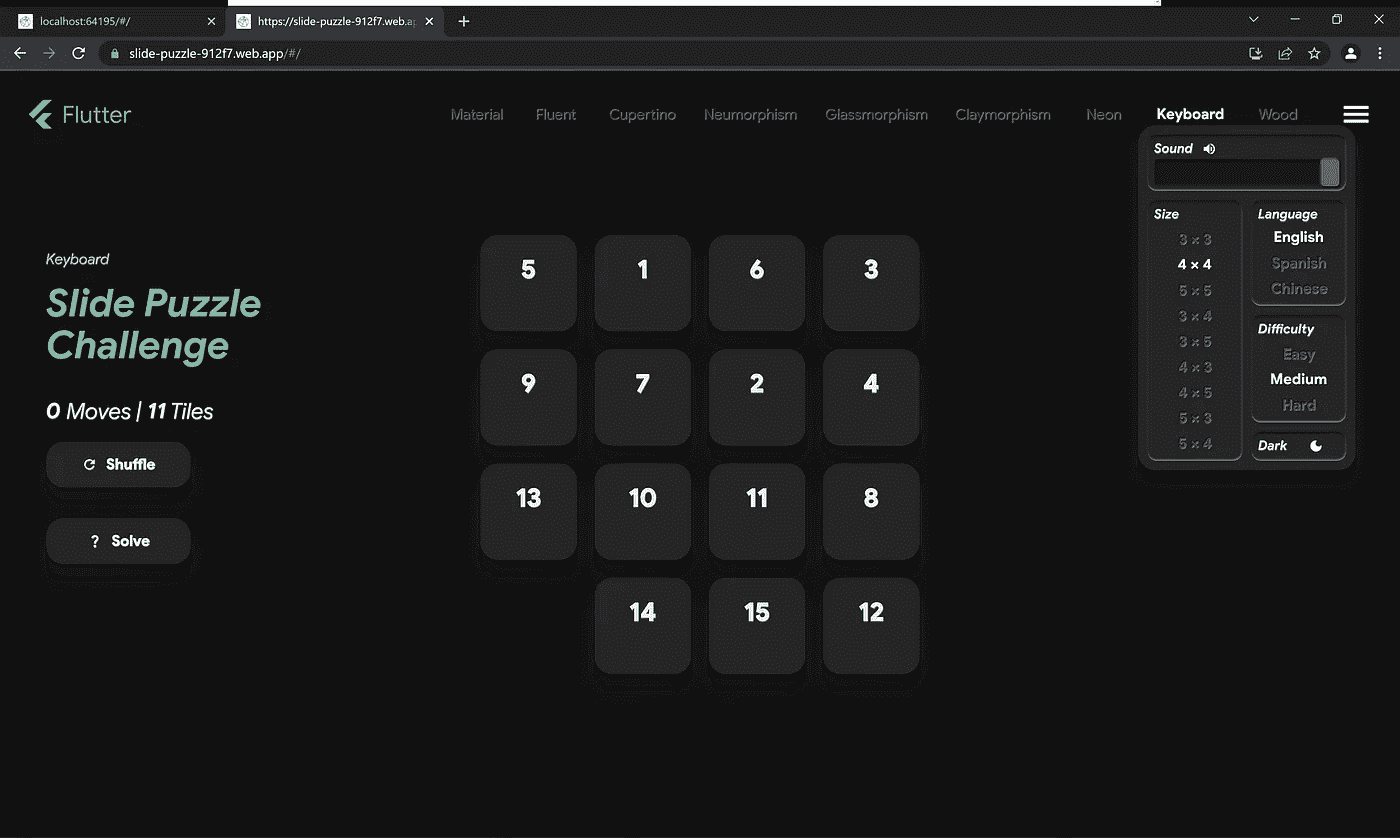 localhost:64195/#/
https://slide-puzzle-912f7.web.ap
slide-puzzle-912f7.web.app/#/
Flutter
Material Fluent Cupertino Neumorphism Glassmorphism Claymorphism Neon Keyboard Wood
Sound
Size
3 × 3
4 × 4
5 × 5
3 × 4
3 × 5
4 × 3
4 × 5
5 × 3
5 × 4
Language
English
Spanish
Chinese
Difficulty
Easy
Medium
Hard
Dark
Keyboard
Slide Puzzle
Challenge
0 Moves | 11 Tiles
Shuffle
? Solve
5 1 6 3
9 7 2 4
13 10 11 8
14 15 12